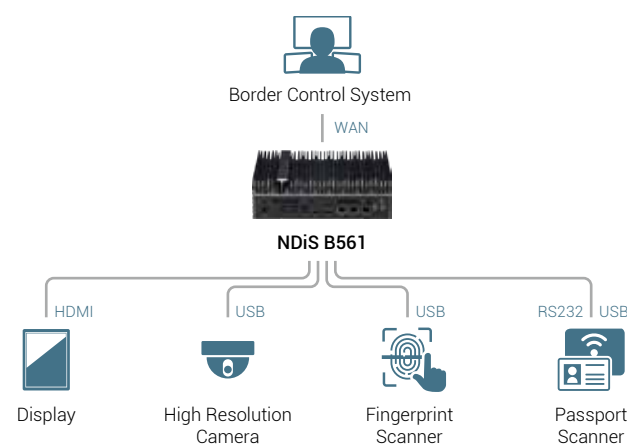 Border Control System
WAN
NDiS B561
HDMI
USB
USB
RS232
USB
Display
High Resolution
Camera
Fingerprint
Scanner
Passport
Scanner